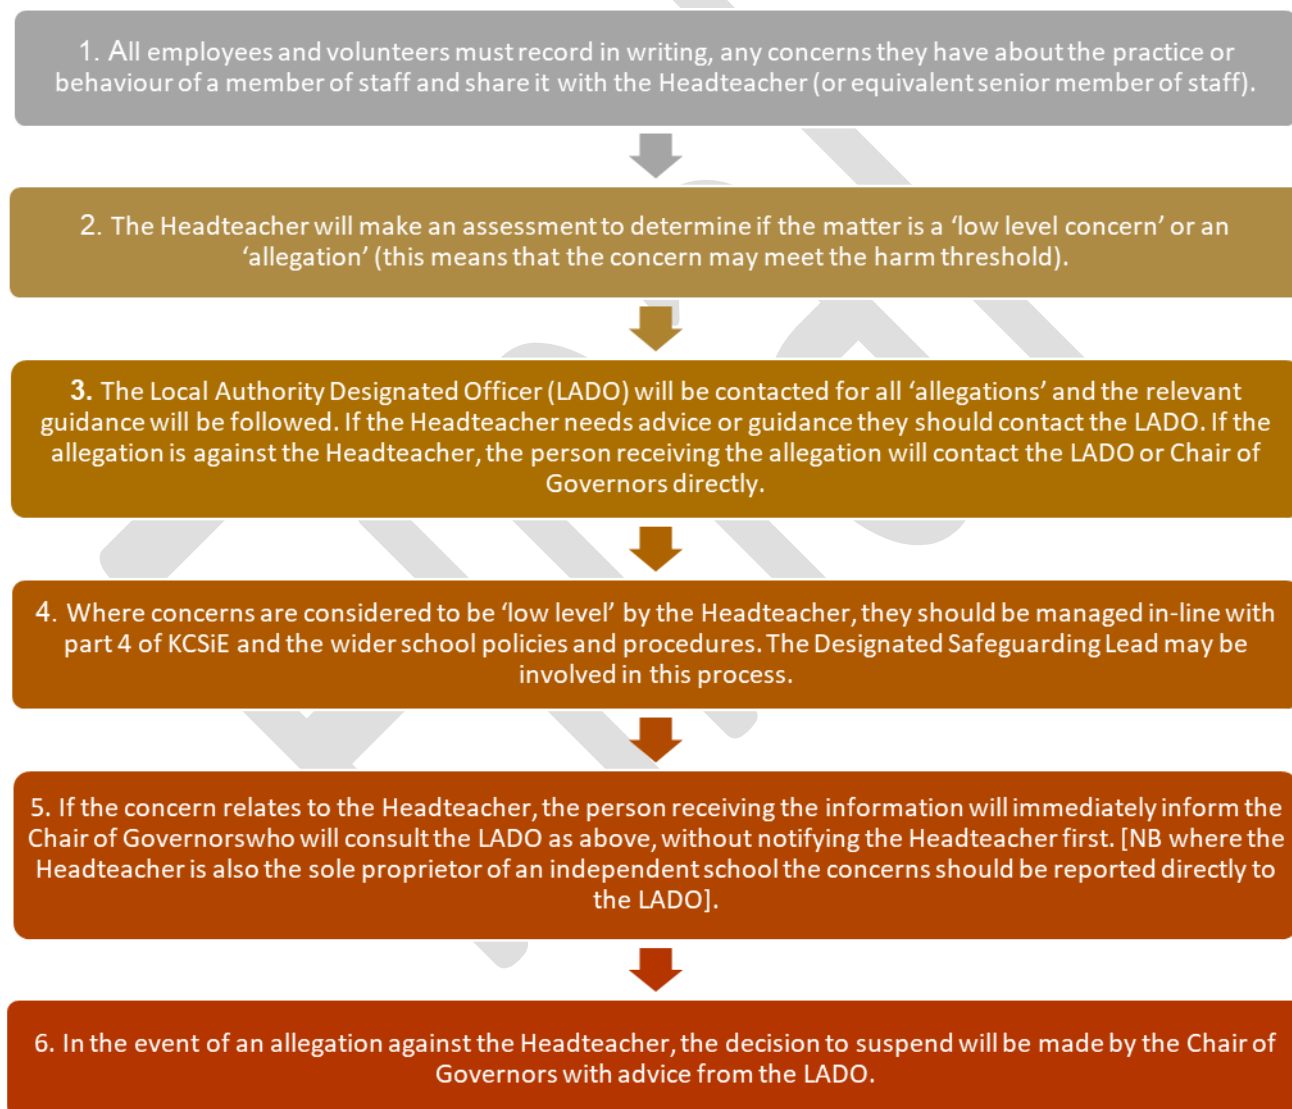 1. All employees and volunteers must record in writing, any concerns they have about the practice or
behaviour of a member of staff and share it with the Headteacher (or equivalent senior member of staff).
2. The Headteacher will make an assessment to determine if the matter is a ‘low level concern’ or an
‘allegation’ (this means that the concern may meet the harm threshold).
3. The Local Authority Designated Officer (LADO) will be contacted for all ‘allegations’ and the relevant
guidance will be followed. If the Headteacher needs advice or guidance they should contact the LADO. If the
allegation is against the Headteacher, the person receiving the allegation will contact the LADO or Chair of
Governors directly.
4. Where concerns are considered to be ‘low level’ by the Headteacher, they should be managed in-line with
part 4 of KCSiE and the wider school policies and procedures. The Designated Safeguarding Lead may be
involved in this process.
5. If the concern relates to the Headteacher, the person receiving the information will immediately inform the
Chair of Governorswho will consult the LADO as above, without notifying the Headteacher first. [NB where the
Headteacher is also the sole proprietor of an independent school the concerns should be reported directly to
the LADO].
6. In the event of an allegation against the Headteacher, the decision to suspend will be made by the Chair of
Governors with advice from the LADO.